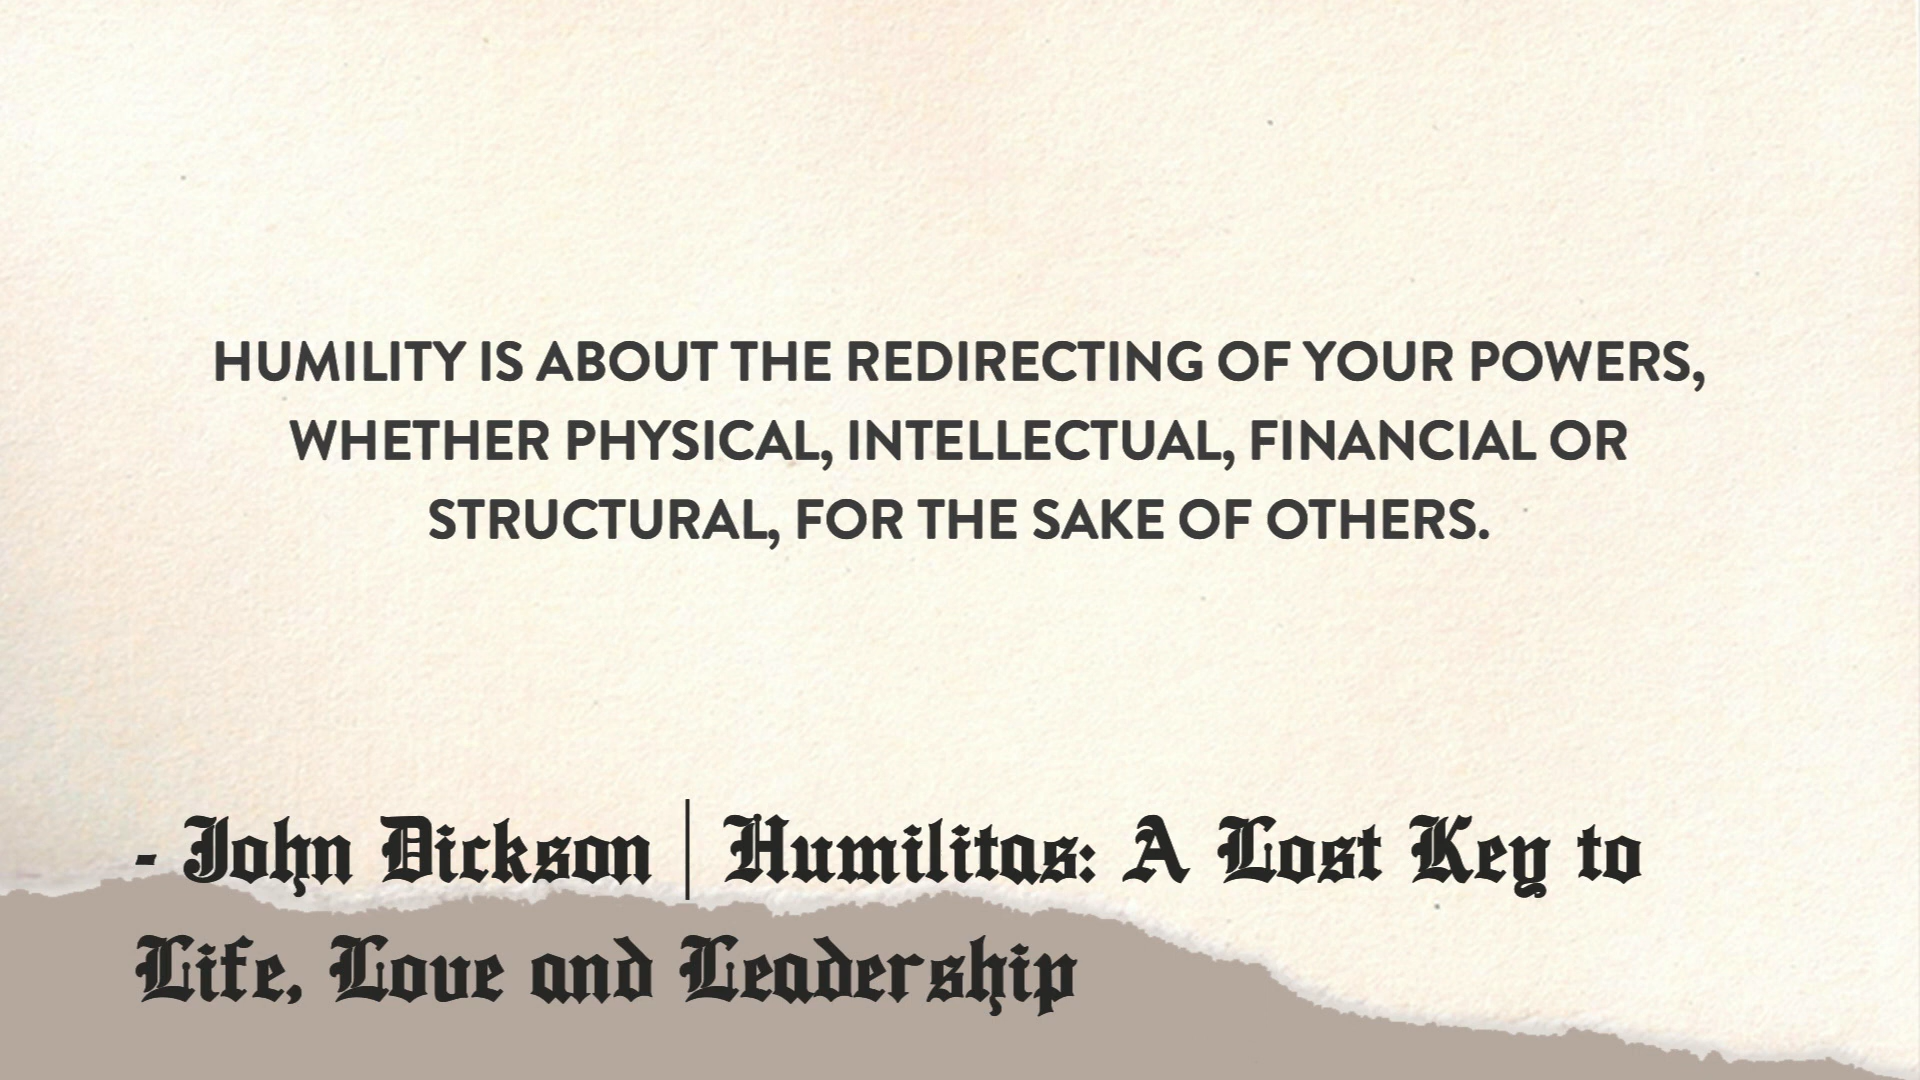 HUMILITY IS ABOUT THE REDIRECTING OF YOUR POWERS,
WHETHER PHYSICAL, INTELLECTUAL, FINANCIAL OR
STRUCTURAL, FOR THE SAKE OF OTHERS.
- John Dickson | Humilitas: A Lost Key to
Life, Love and Leadership